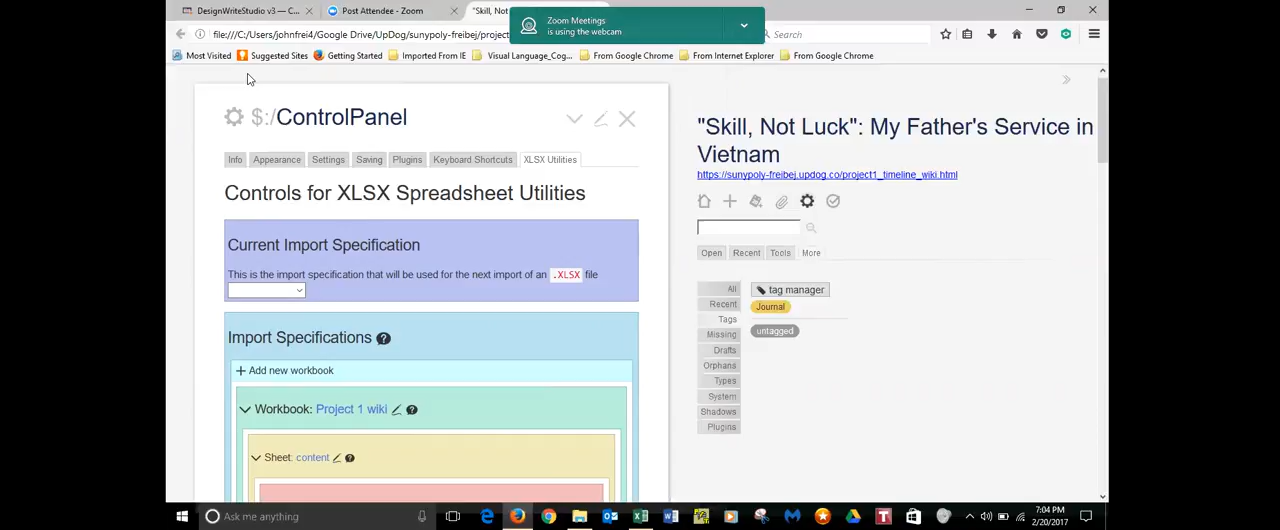 DesignWriteStudio v3 — C...
Post Attendee - Zoom
"Skill, Not Luck":
Zoom Meetings
is using the webcam
file:///C:/Users/johnfrei4/Google Drive/UpDog/sunypoly-freibej/project
Search
Most Visited
Suggested Sites
Getting Started
Imported From IE
Visual Language_Cog...
From Google Chrome
From Internet Explorer
From Google Chrome
$:/ControlPanel
Info
Appearance
Settings
Saving
Plugins
Keyboard Shortcuts
XLSX Utilities
Controls for XLSX Spreadsheet Utilities
Current Import Specification
This is the import specification that will be used for the next import of an .XLSX file
Import Specifications ?
+ Add new workbook
Workbook: Project 1 wiki ?
Sheet: content ?
"Skill, Not Luck": My Father's Service in
Vietnam
https://sunypoly-freibej.updog.co/project1_timeline_wiki.html
Open
Recent
Tools
More
All
Recent
Tags
Missing
Drafts
Orphans
Types
System
Shadows
Plugins
tag manager
Journal
untagged
Ask me anything
7:04 PM
2/20/2017